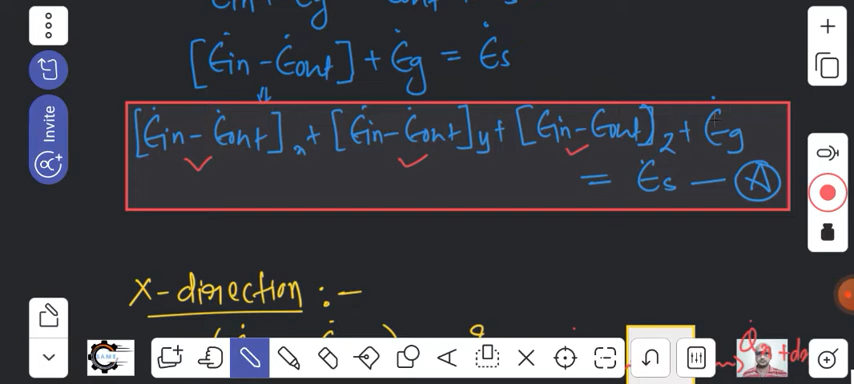 [Ėin - Ėout] + Ėg = Ės
[Ėin - Ėout]x + [Ėin - Ėout]y + [Ėin - Ėout]z + Ėg
= Ės — Ⓐ
X-direction :-
Invite